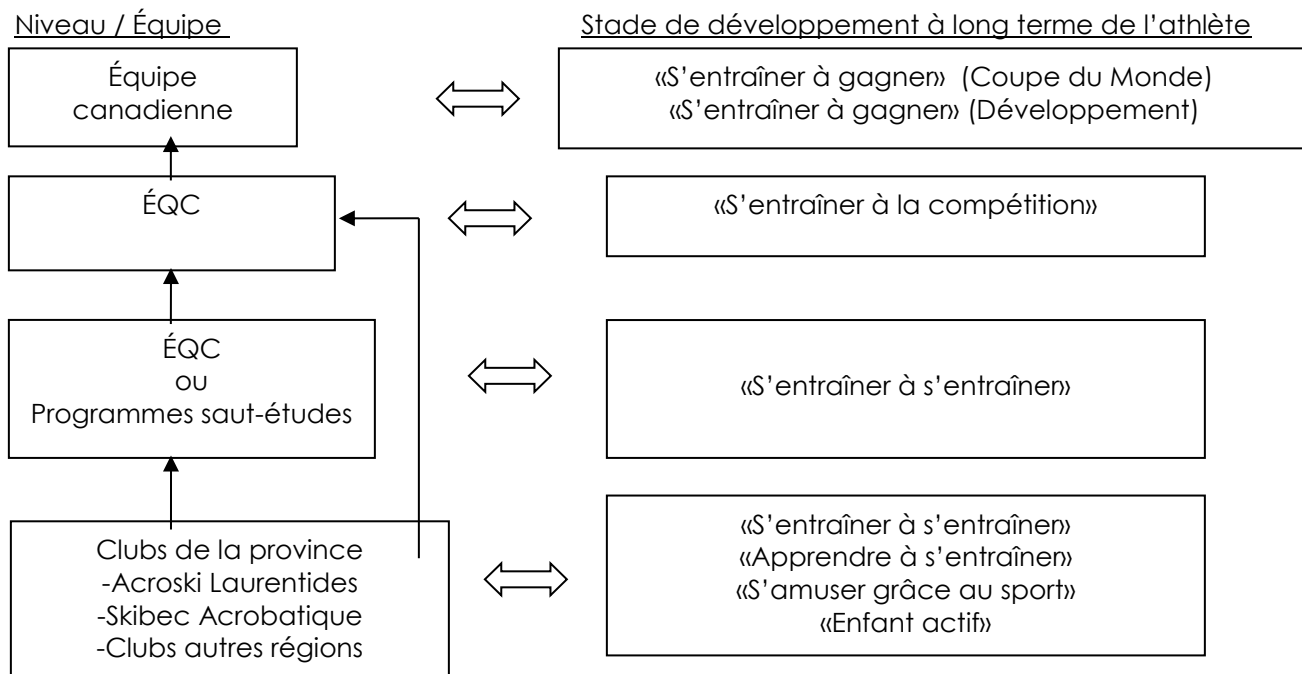 Niveau / Équipe
Stade de développement à long terme de l'athlète
Équipe
canadienne
«S'entraîner à gagner» (Coupe du Monde)
«S'entraîner à gagner» (Développement)
ÉQC
«S'entraîner à la compétition»
ÉQC
ou
Programmes saut-études
«S'entraîner à s'entraîner»
Clubs de la province
-Acroski Laurentides
-Skibec Acrobatique
-Clubs autres régions
«S'entraîner à s'entraîner»
«Apprendre à s'entraîner»
«S'amuser grâce au sport»
«Enfant actif»